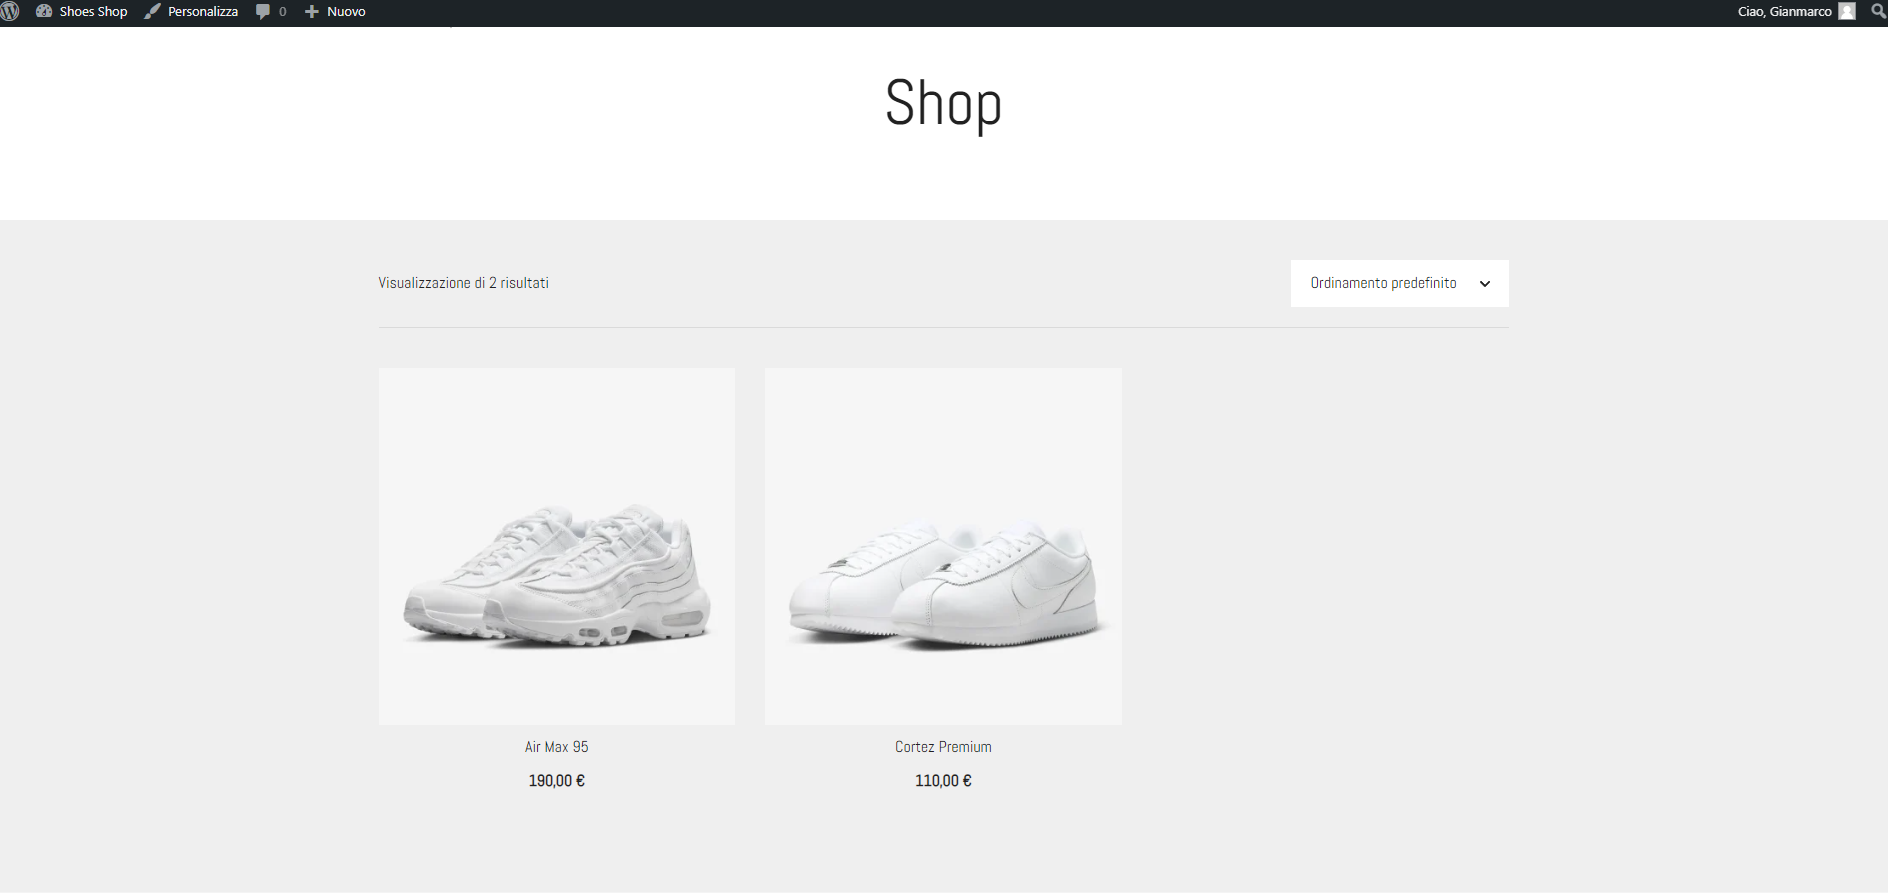 Shoes Shop Personalizza 0 Nuovo Ciao, Gianmarco
Shop
Visualizzazione di 2 risultati
Ordinamento predefinito
Air Max 95
190,00 €
Cortez Premium
110,00 €